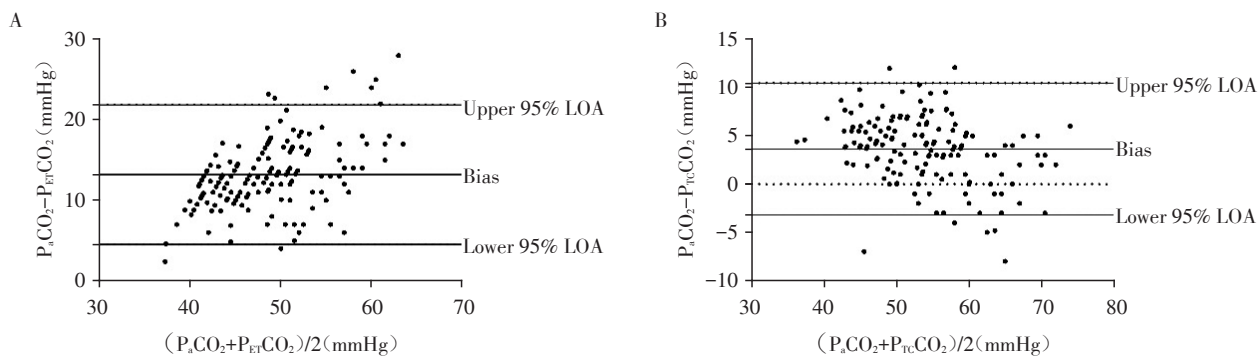 A
30
20
10
0
30
40
50
60
70
PaCO2-PETCO2 (mmHg)
Upper 95% LOA
Bias
Lower 95% LOA
(PaCO2+PETCO2)/2(mmHg)
B
15
10
5
0
-5
-10
30
40
50
60
70
80
PaCO2-PTCCO2 (mmHg)
Upper 95% LOA
Bias
Lower 95% LOA
(PaCO2+PTCCO2)/2(mmHg)